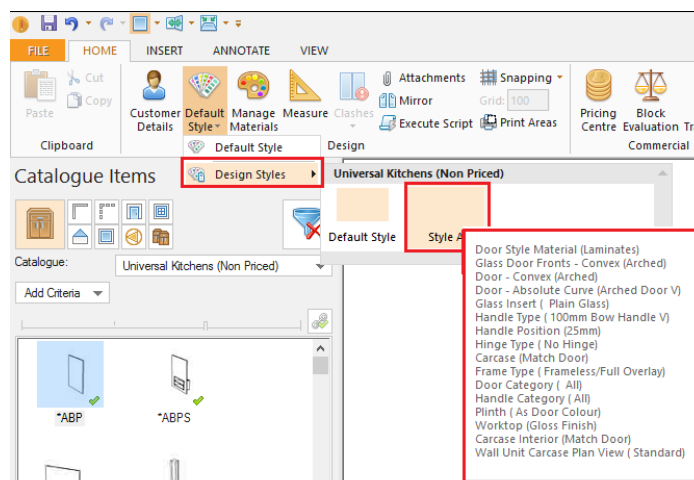 FILE HOME INSERT ANNOTATE VIEW
Cut
Copy
Paste
Customer Details
Default Style
Manage Materials
Measure
Clashes
Attachments
Mirror
Execute Script
Snapping
Grid: 100
Print Areas
Pricing Centre
Block Evaluation
Tr
Clipboard
Design
Commercial
Default Style
Design Styles
Universal Kitchens (Non Priced)
Default Style
Style A
Catalogue Items
Catalogue:
Universal Kitchens (Non Priced)
Add Criteria
*ABP
*ABPS
Door Style Material (Laminates)
Glass Door Fronts - Convex (Arched)
Door - Convex (Arched)
Door - Absolute Curve (Arched Door V)
Glass Insert ( Plain Glass)
Handle Type ( 100mm Bow Handle V)
Handle Position (25mm)
Hinge Type ( No Hinge)
Carcase (Match Door)
Frame Type ( Frameless/Full Overlay)
Door Category ( All)
Handle Category ( All)
Plinth ( As Door Colour)
Worktop (Gloss Finish)
Carcase Interior (Match Door)
Wall Unit Carcase Plan View ( Standard)